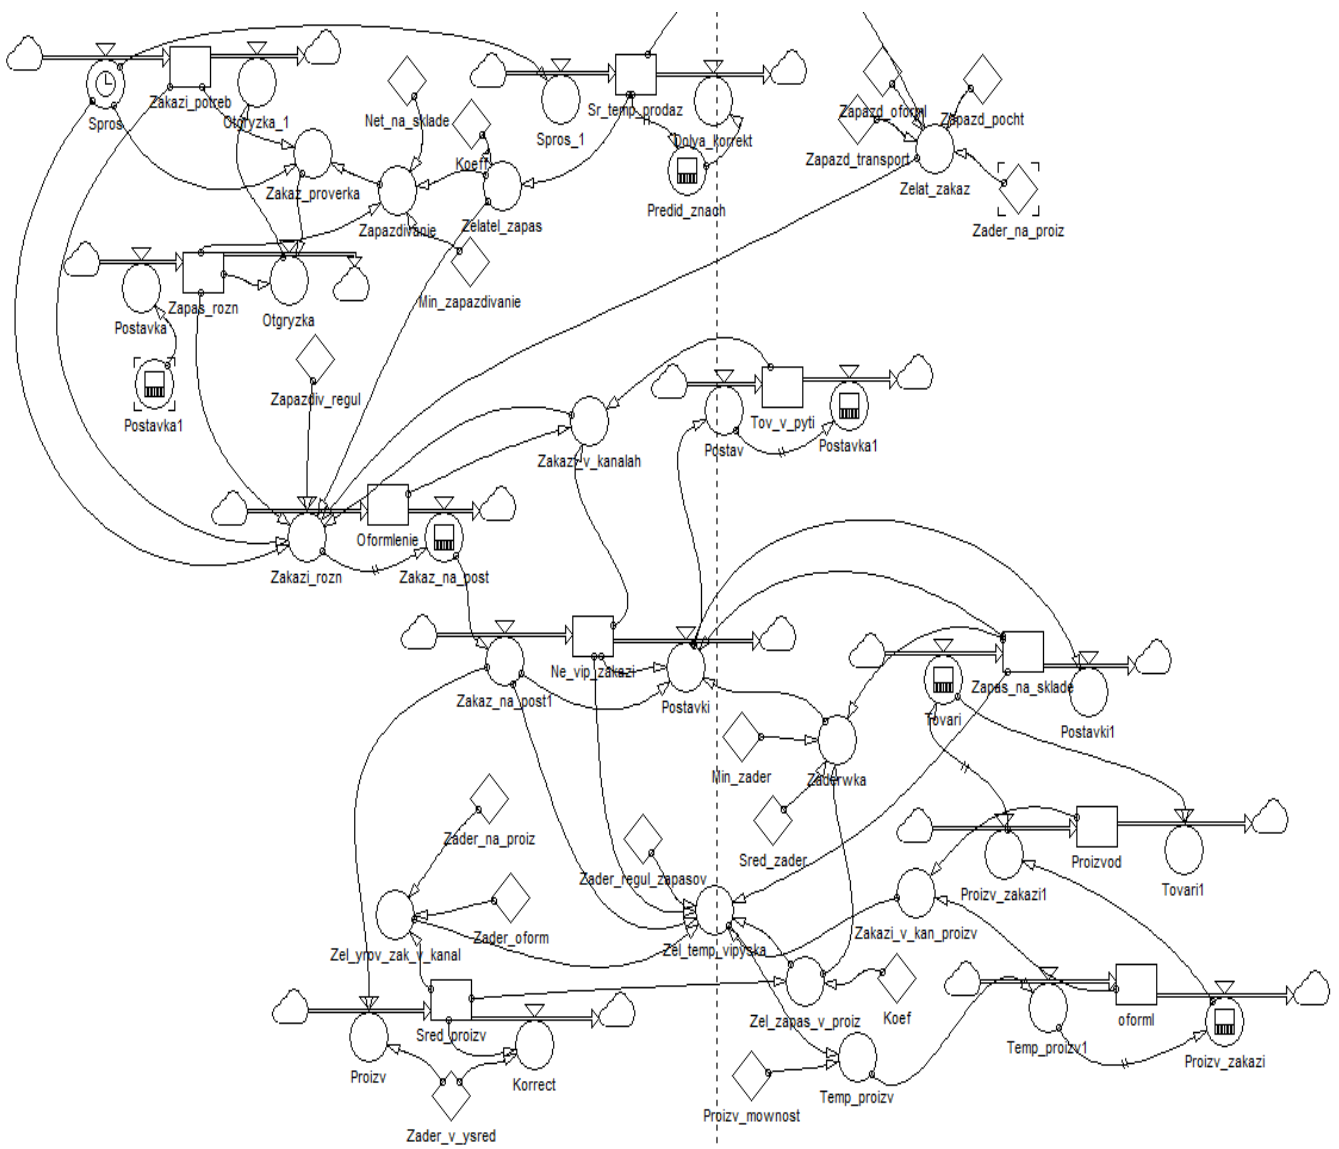 Zakazi_potreb
Spros
Otgryzka_1
Net_na_sklade
Sr_temp_prodaz
Spros_1
Dolya_korrekt
Zapazd_oforml
Zapazd_pocht
Zapazd_transport
Koeff
Zakaz_proverka
Zelat_zakaz
Predid_znach
Zapazdivanie
Zelatel_zapas
Zader_na_proiz
Min_zapazdivanie
Zapas_rozn
Otgryzka
Postavka
Zapazdiv_regul
Postavka1
Tov_v_pyti
Postav
Postavka1
Zakazi_v_kanalah
Oformlenie
Zakazi_rozn
Zakaz_na_post
Ne_vip_zakazi
Zapas_na_sklade
Zakaz_na_post1
Postavki
Tovari
Postavki1
Min_zader
Zaderwka
Zader_na_proiz
Sred_zader
Proizvod
Zader_regul_zapasov
Proizv_zakazi1
Tovari1
Zader_oform
Zakazi_v_kan_proizv
Zel_yrov_zak_v_kanal
Zel_temp_vipyska
Sred_proizv
Zel_zapas_v_proiz
Koef
oforml
Temp_proizv1
Proizv_zakazi
Proizv
Korrect
Temp_proizv
Proizv_mownost
Zader_v_ysred